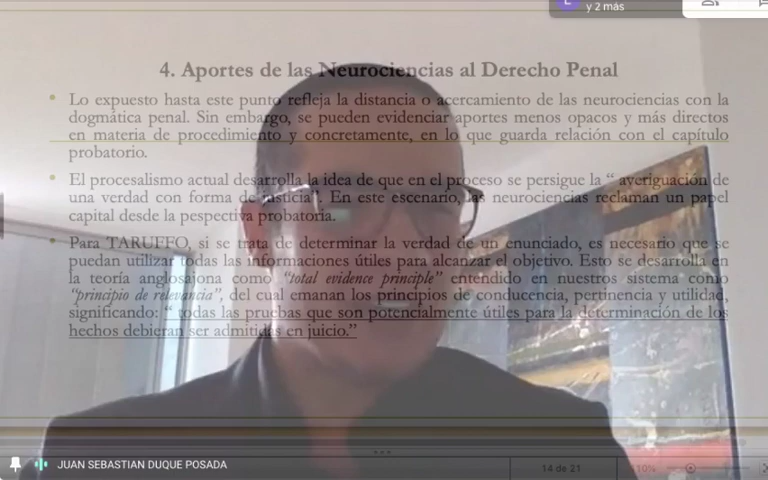 y 2 más
4. Aportes de las Neurociencias al Derecho Penal
Lo expuesto hasta este punto refleja la distancia o acercamiento de las neurociencias con la
dogmática penal. Sin embargo, se pueden evidenciar aportes menos opacos y más directos
en materia de procedimiento y concretamente, en lo que guarda relación con el capítulo
probatorio.
El procesalismo actual desarrolla la idea de que en el proceso se persigue la “ averiguación de
una verdad con forma de justicia”. En este escenario, las neurociencias reclaman un papel
capital desde la pespectiva probatoria.
Para TARUFFO, si se trata de determinar la verdad de un enunciado, es necesario que se
puedan utilizar todas las informaciones útiles para alcanzar el objetivo. Esto se desarrolla en
la teoría anglosajona como “total evidence principle” entendido en nuestros sistema como
“principio de relevancia”, del cual emanan los principios de conducencia, pertinencia y utilidad,
significando: “ todas las pruebas que son potencialmente útiles para la determinación de los
hechos debieran ser admitidas en juicio.”
JUAN SEBASTIAN DUQUE POSADA
14 de 21
110%